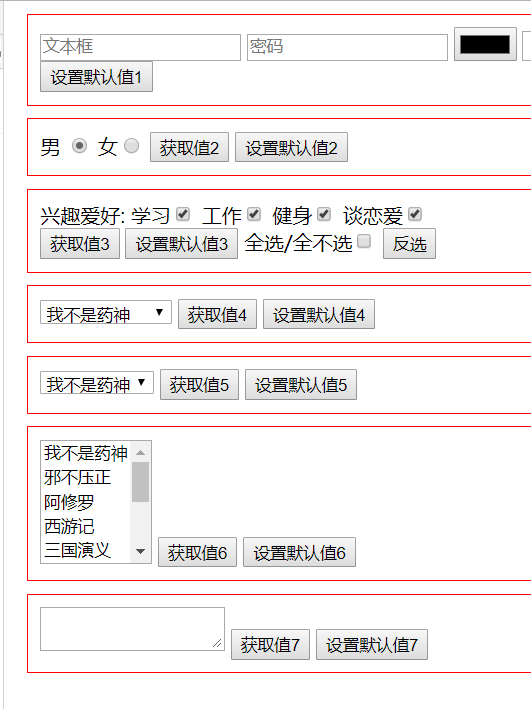 文本框 密码
设置默认值1
男 女 获取值2 设置默认值2
兴趣爱好: 学习 工作 健身 谈恋爱
获取值3 设置默认值3 全选/全不选 反选
我不是药神 获取值4 设置默认值4
我不是药神 获取值5 设置默认值5
我不是药神
邪不压正
阿修罗
西游记
三国演义 获取值6 设置默认值6
获取值7 设置默认值7